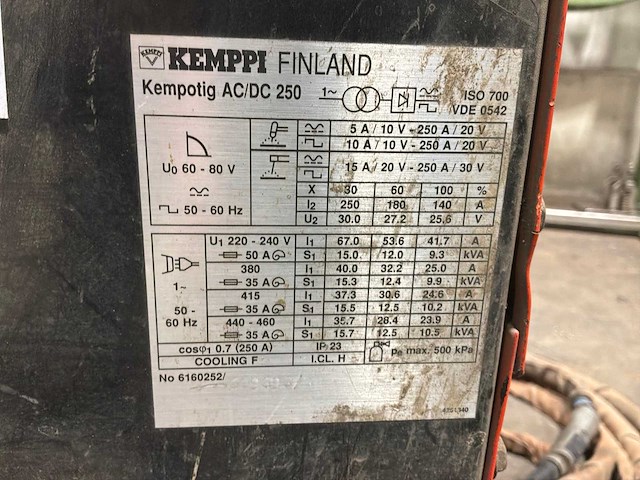 KEMPPI KEMPPI FINLAND
Kempotig AC/DC 250 1~ ISO 700
VDE 0542
5 A / 10 V - 250 A / 20 V
10 A / 10 V - 250 A / 20 V
U0 60 - 80 V
15 A / 20 V - 250 A / 30 V
X 30 60 100 %
50 - 60 Hz I2 250 180 140 A
U2 30.0 27.2 25.6 V
U1 220 - 240 V I1 67.0 53.6 41.7 A
50 A S1 15.0 12.0 9.3 kVA
380 I1 40.0 32.2 25.0 A
1~ 35 A S1 15.3 12.4 9.9 kVA
415 I1 37.3 30.6 24.6 A
50 - 60 Hz 35 A S1 15.5 12.5 10.2 kVA
440 - 460 I1 35.7 28.4 23.9 A
35 A S1 15.7 12.5 10.5 kVA
cosφ1 0.7 (250 A) IP 23 pe max. 500 kPa
COOLING F I.CL. H
No 6160252/